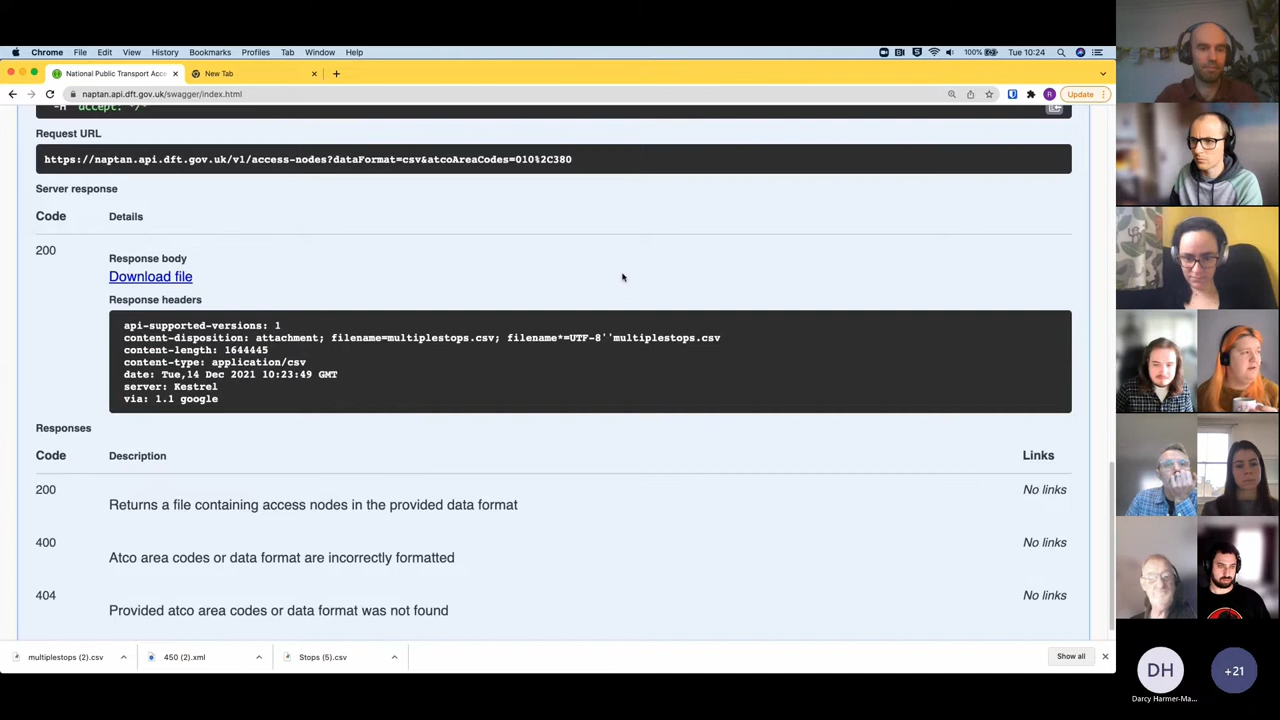 Chrome File Edit View History Bookmarks Profiles Tab Window Help
100% Tue 10:24
National Public Transport Acce
New Tab
naptan.api.dft.gov.uk/swagger/index.html
Update
-H 'accept: */*'
Request URL
https://naptan.api.dft.gov.uk/v1/access-nodes?dataFormat=csv&atcoAreaCodes=010%2C380
Server response
Code Details
200
Response body
Download file
Response headers
api-supported-versions: 1
content-disposition: attachment; filename=multiplestops.csv; filename*=UTF-8''multiplestops.csv
content-length: 1644445
content-type: application/csv
date: Tue,14 Dec 2021 10:23:49 GMT
server: Kestrel
via: 1.1 google
Responses
Code Description Links
200 No links
Returns a file containing access nodes in the provided data format
400 No links
Atco area codes or data format are incorrectly formatted
404 No links
Provided atco area codes or data format was not found
multiplestops (2).csv 450 (2).xml Stops (5).csv Show all
DH +21
Darcy Harmer-Ma...